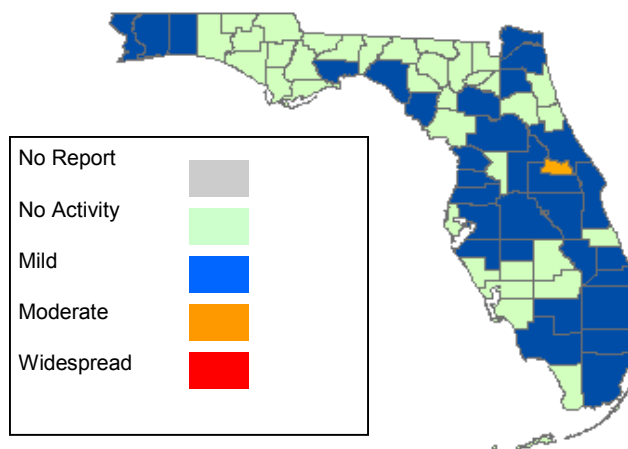 No Report
No Activity
Mild
Moderate
Widespread